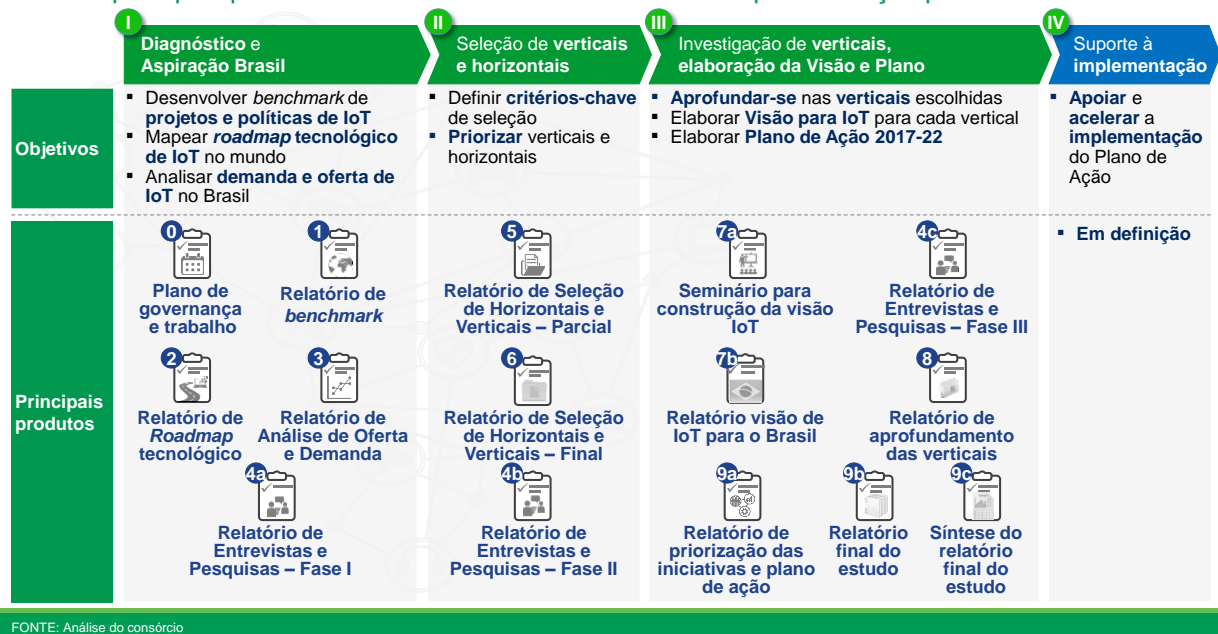 I
Diagnóstico e
Aspiração Brasil
II
Seleção de verticais
e horizontais
III
Investigação de verticais,
elaboração da Visão e Plano
IV
Suporte à
implementação
Objetivos
▪ Desenvolver benchmark de
projetos e políticas de IoT
▪ Mapear roadmap tecnológico
de IoT no mundo
▪ Analisar demanda e oferta de
IoT no Brasil
▪ Definir critérios-chave
de seleção
▪ Priorizar verticais e
horizontais
▪ Aprofundar-se nas verticais escolhidas
▪ Elaborar Visão para IoT para cada vertical
▪ Elaborar Plano de Ação 2017-22
▪ Apoiar e
acelerar a
implementação
do Plano de
Ação
Principais
produtos
0
Plano de
governança
e trabalho
1
Relatório de
benchmark
2
Relatório de
Roadmap
tecnológico
3
Relatório de
Análise de Oferta
e Demanda
4a
Relatório de
Entrevistas e
Pesquisas – Fase I
5
Relatório de Seleção
de Horizontais e
Verticais – Parcial
6
Relatório de Seleção
de Horizontais e
Verticais – Final
4b
Relatório de
Entrevistas e
Pesquisas – Fase II
7a
Seminário para
construção da visão
IoT
4c
Relatório de
Entrevistas e
Pesquisas – Fase III
7b
Relatório visão de
IoT para o Brasil
8
Relatório de
aprofundamento
das verticais
9a
Relatório de
priorização das
iniciativas e plano
de ação
9b
Relatório
final do
estudo
9c
Síntese do
relatório
final do
estudo
▪ Em definição
FONTE: Análise do consórcio